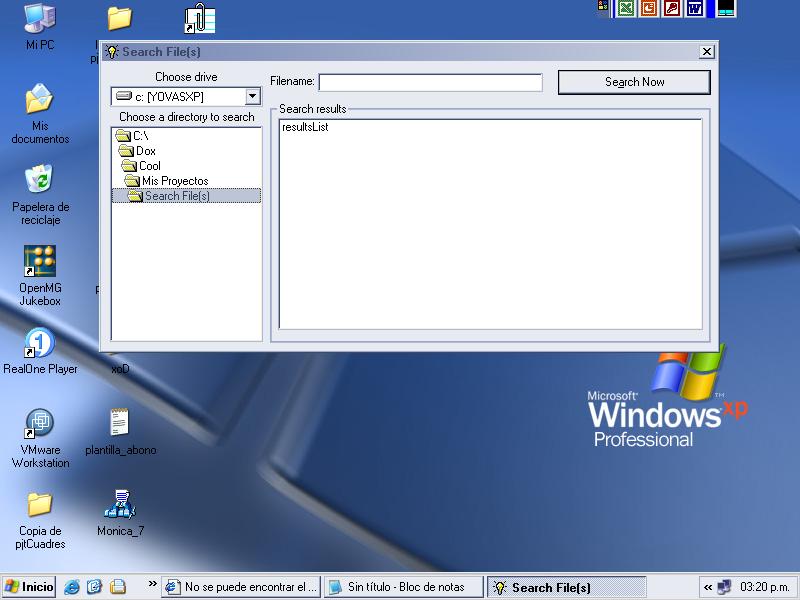 Search File(s)
Choose drive
c: [YOVASXP]
Choose a directory to search
C:\
Dox
Cool
Mis Proyectos
Search File(s)
Filename:
Search Now
Search results
resultsList
Mi PC
Mis
documentos
Papelera de
reciclaje
OpenMG
Jukebox
RealOne Player
xoD
VMware
Workstation
plantilla_abono
Copia de
pjtCuadres
Monica_7
Microsoft
Windows xp
TM
Professional
Inicio
No se puede encontrar el ...
Sin título - Bloc de notas
Search File(s)
03:20 p.m.